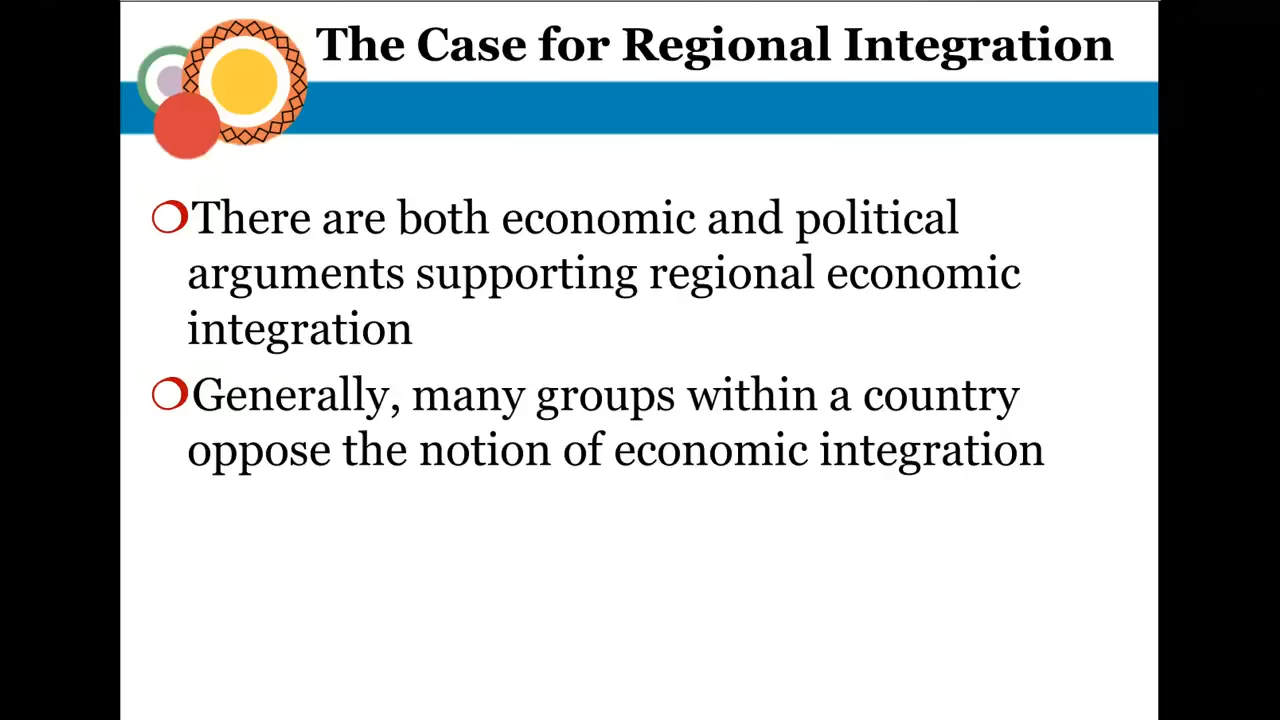 The Case for Regional Integration
There are both economic and political
arguments supporting regional economic
integration
Generally, many groups within a country
oppose the notion of economic integration